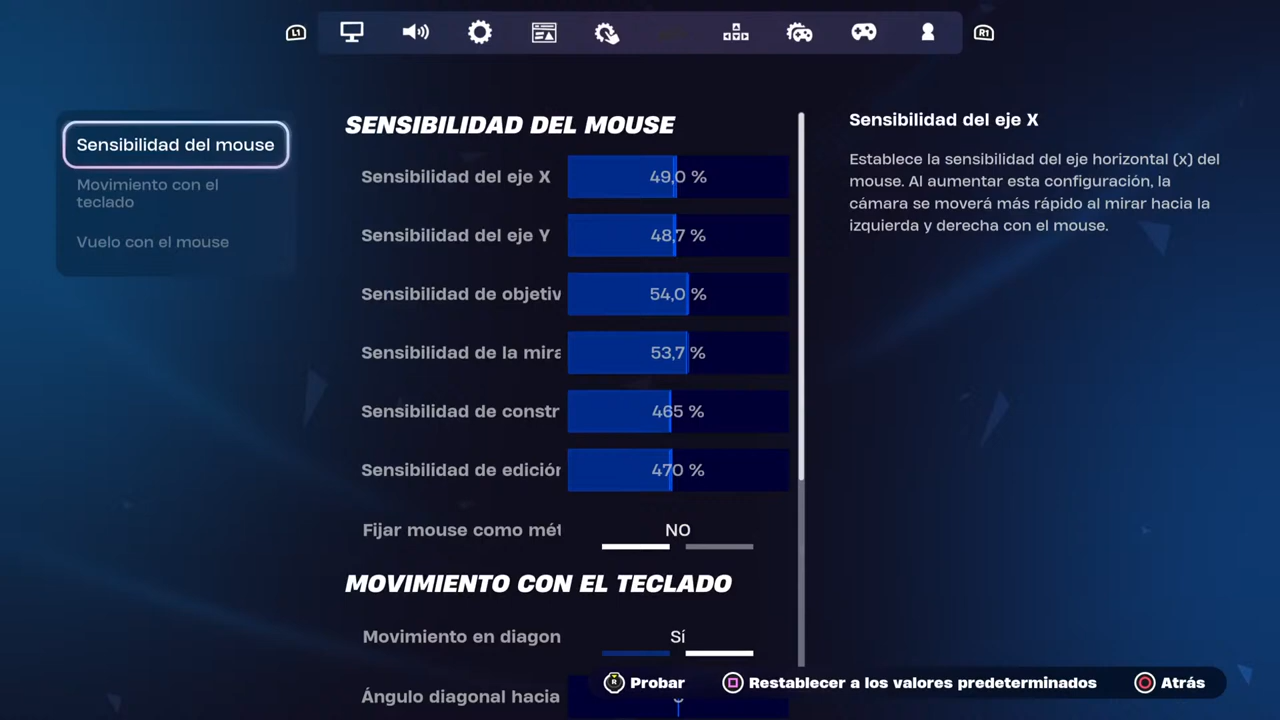 L1
R1
Sensibilidad del mouse
Movimiento con el
teclado
Vuelo con el mouse
SENSIBILIDAD DEL MOUSE
Sensibilidad del eje X 49,0 %
Sensibilidad del eje Y 48,7 %
Sensibilidad de objetiv 54,0 %
Sensibilidad de la mira 53,7 %
Sensibilidad de constr 465 %
Sensibilidad de edición 470 %
Fijar mouse como mét NO
MOVIMIENTO CON EL TECLADO
Movimiento en diagon Sí
Ángulo diagonal hacia
Sensibilidad del eje X
Establece la sensibilidad del eje horizontal (x) del
mouse. Al aumentar esta configuración, la
cámara se moverá más rápido al mirar hacia la
izquierda y derecha con el mouse.
R Probar Restablecer a los valores predeterminados Atrás